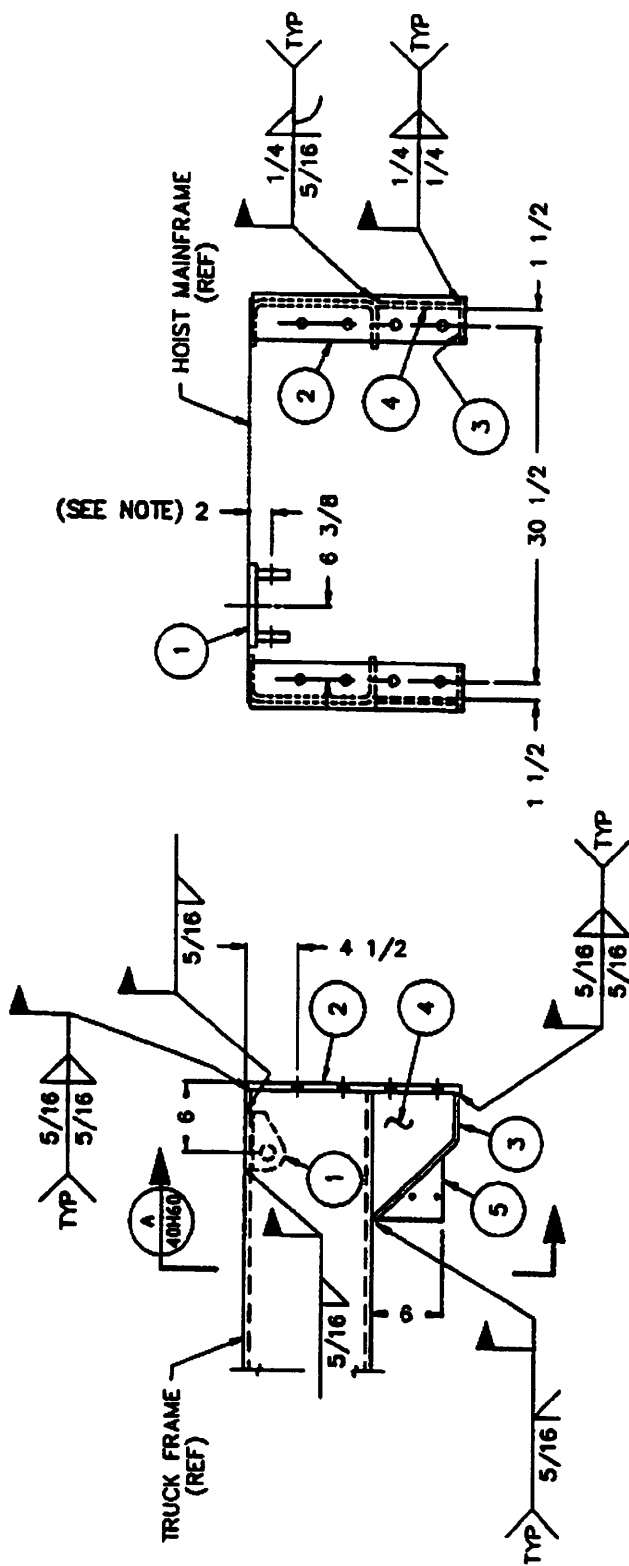 TRUCK FRAME
(REF)
A
40H60
TYP
5/16
5/16
5/16
6
4 1/2
1
2
4
3
5
6
5/16
5/16
TYP
5/16
5/16
TYP
(SEE NOTE) 2
HOIST MAINFRAME
(REF)
1
6 3/8
2
4
3
1/4
5/16
TYP
1/4
1/4
TYP
1 1/2
30 1/2
1 1/2